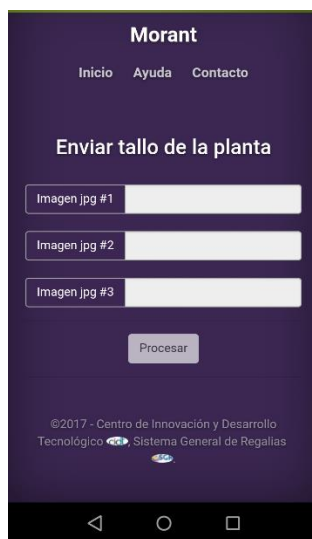 Morant
Inicio Ayuda Contacto
Enviar tallo de la planta
Imagen jpg #1
Imagen jpg #2
Imagen jpg #3
Procesar
©2017 - Centro de Innovación y Desarrollo
Tecnológico , Sistema General de Regalias
.